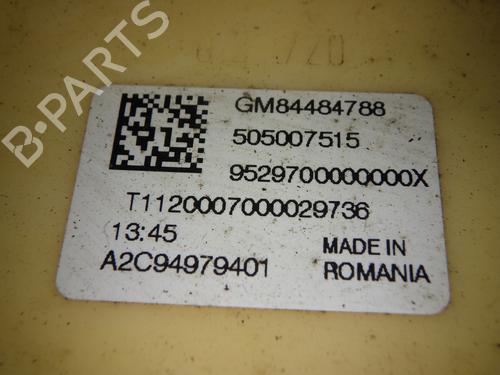 B-PARTS
GM84484788
505007515
9529700000000X
T1120007000029736
13:45
A2C94979401
MADE IN
ROMANIA